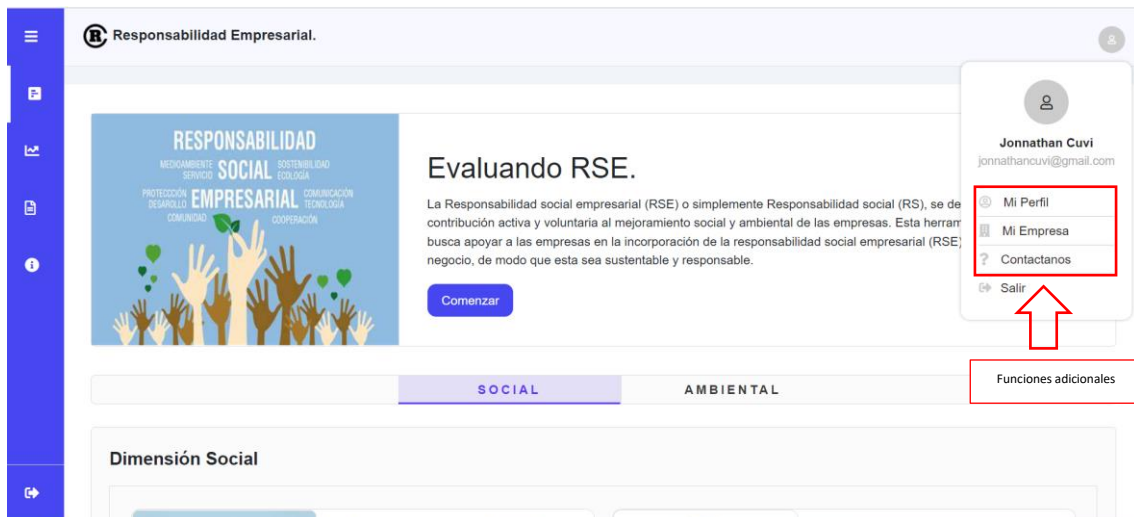 Responsabilidad Empresarial.
RESPONSABILIDAD
MEDIOAMBIENTE SOCIAL SOSTENIBILIDAD
SERVICIO ECOLOGÍA
PROTECCCIÓN EMPRESARIAL COMUNICACIÓN
DESAROLLO TECNOLOGÍA
COMUNIDAD COOPERACIÓN
Evaluando RSE.
La Responsabilidad social empresarial (RSE) o simplemente Responsabilidad social (RS), se de
contribución activa y voluntaria al mejoramiento social y ambiental de las empresas. Esta herram
busca apoyar a las empresas en la incorporación de la responsabilidad social empresarial (RSE)
negocio, de modo que esta sea sustentable y responsable.
Comenzar
Jonnathan Cuvi
jonnathancuvi@gmail.com
Mi Perfil
Mi Empresa
? Contactanos
Salir
Funciones adicionales
SOCIAL
AMBIENTAL
Dimensión Social